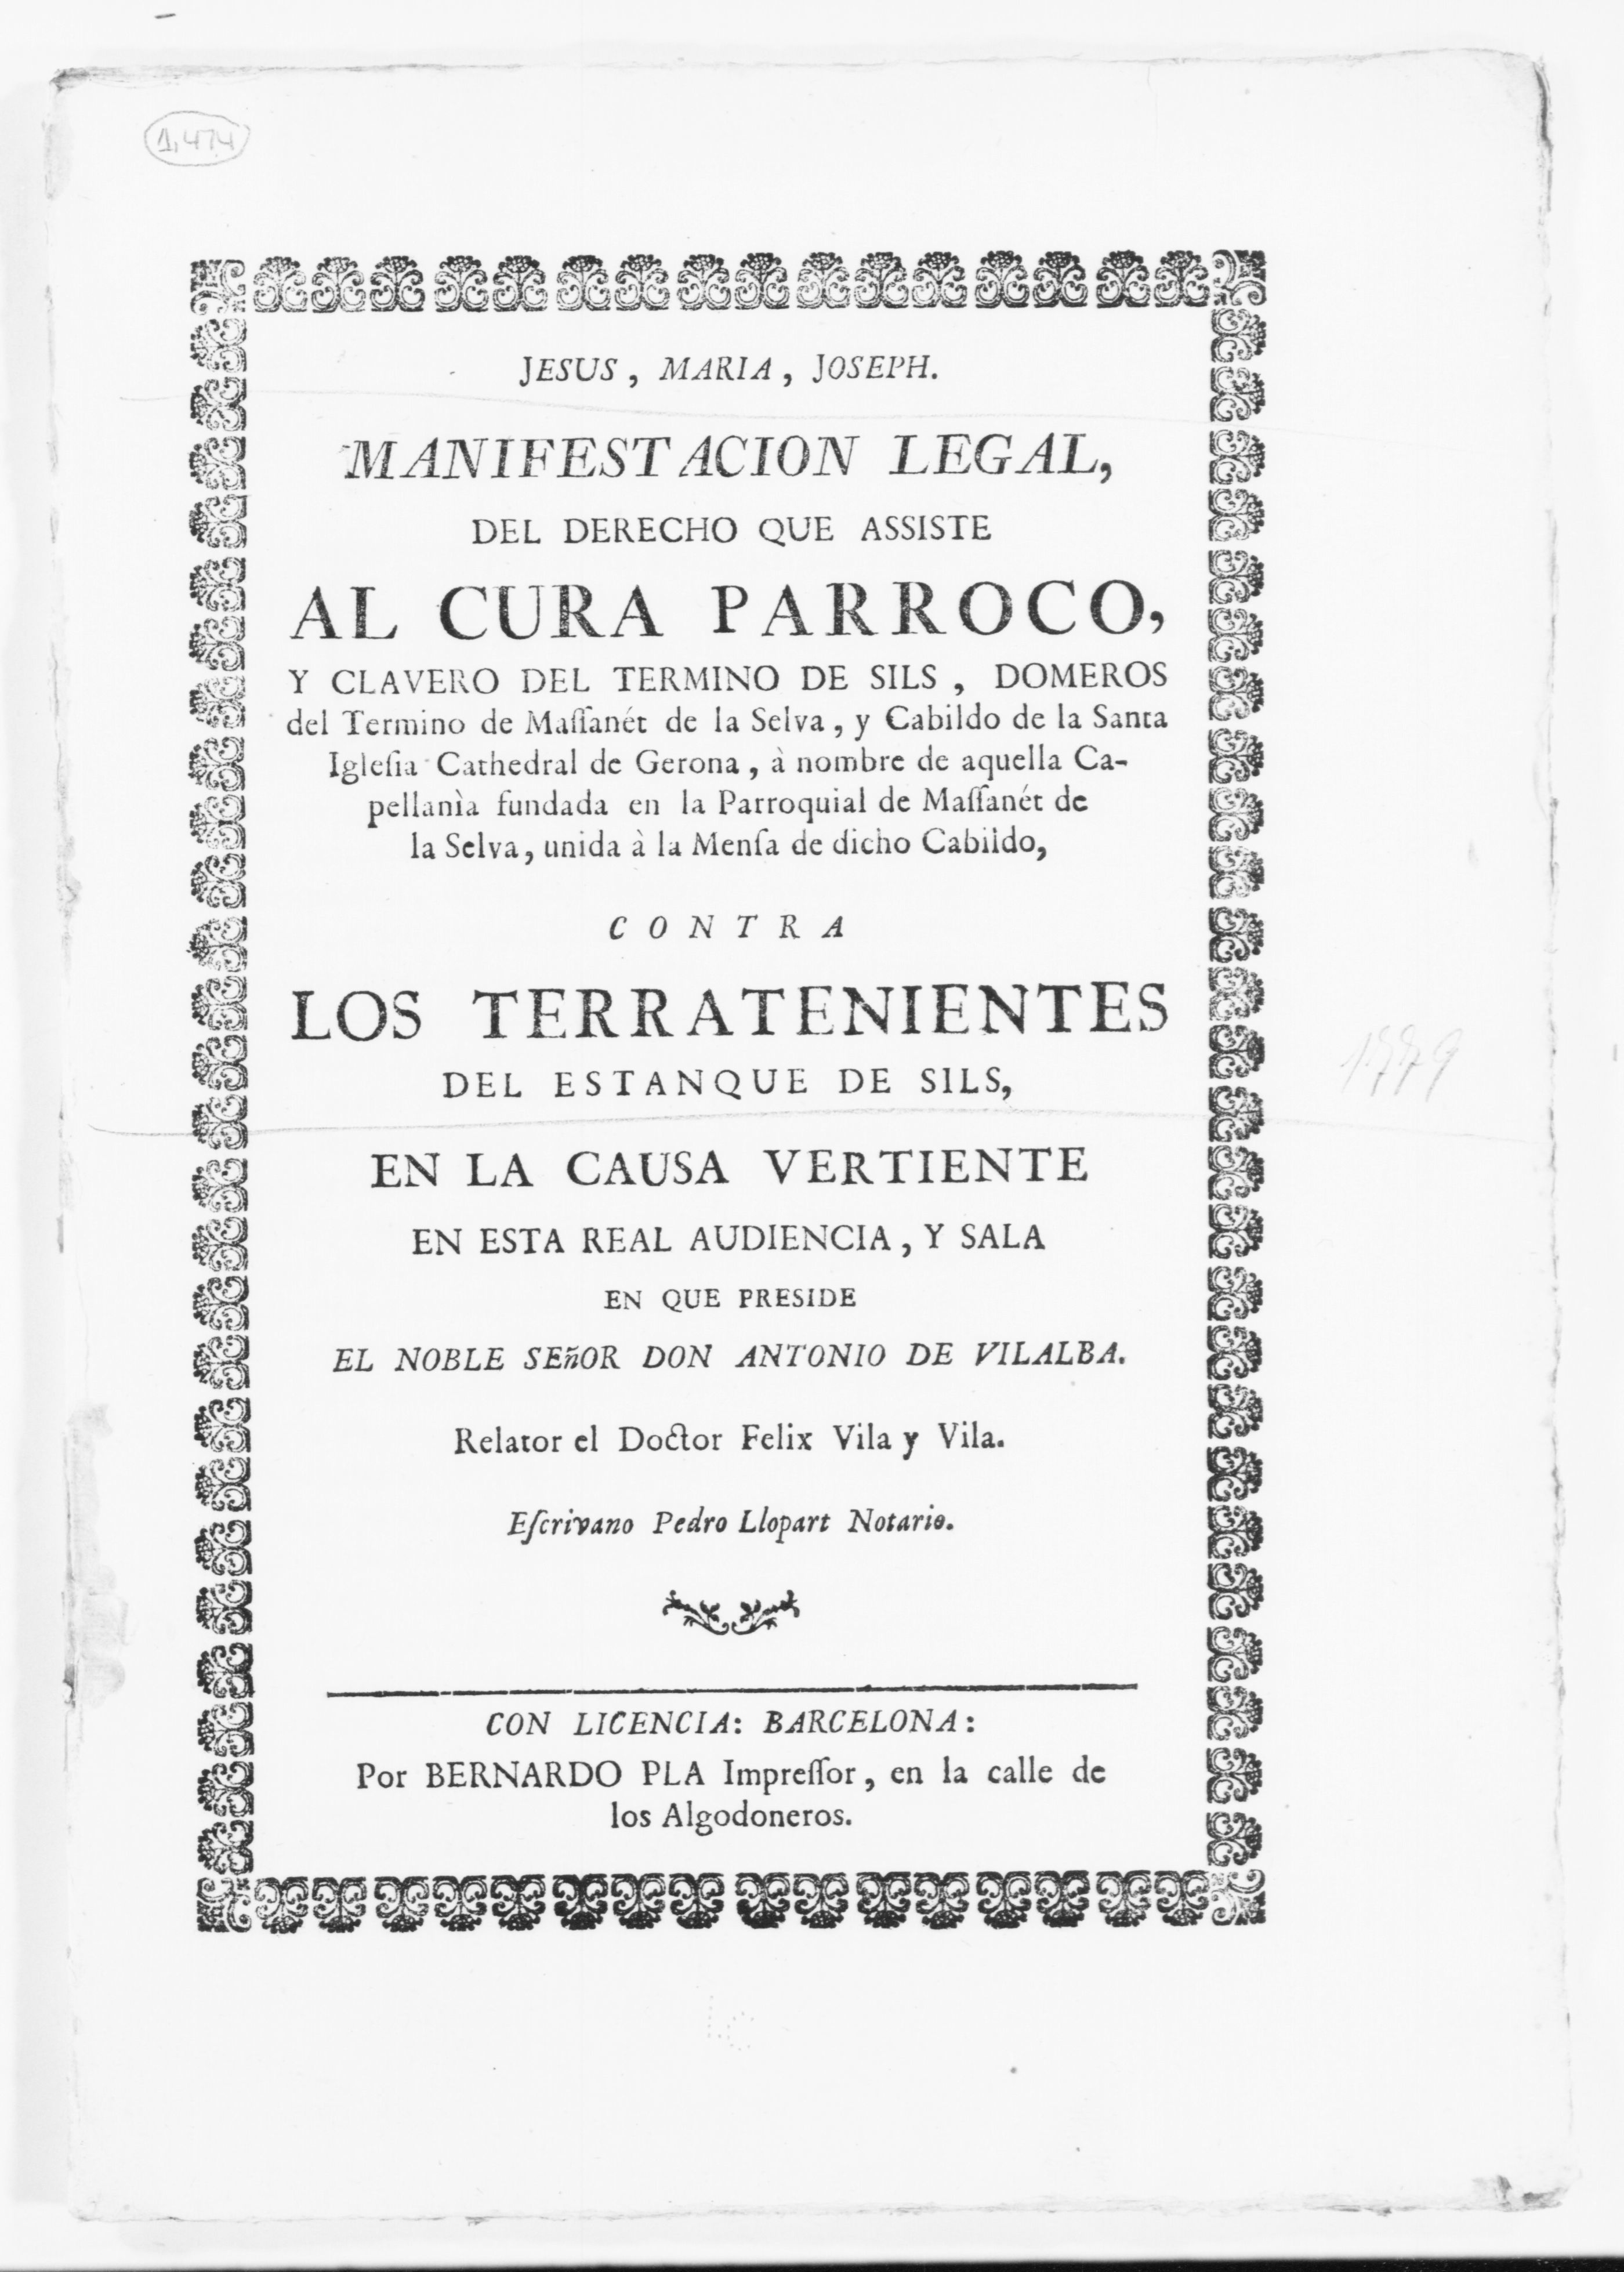 1,474
JESUS, MARIA, JOSEPH.
MANIFESTACION LEGAL,
DEL DERECHO QUE ASSISTE
AL CURA PARROCO,
Y CLAVERO DEL TERMINO DE SILS, DOMEROS
del Termino de Maſſanét de la Selva, y Cabildo de la Santa
Igleſia Cathedral de Gerona, à nombre de aquella Ca-
pellanìa fundada en la Parroquial de Maſſanét de
la Selva, unida à la Menſa de dicho Cabildo,
CONTRA
LOS TERRATENIENTES
DEL ESTANQUE DE SILS,
1779
EN LA CAUSA VERTIENTE
EN ESTA REAL AUDIENCIA, Y SALA
EN QUE PRESIDE
EL NOBLE SEñOR DON ANTONIO DE VILALBA.
Relator el Doctor Felix Vila y Vila.
Eſcrivano Pedro Llopart Notario.
CON LICENCIA: BARCELONA:
Por BERNARDO PLA Impreſſor, en la calle de
los Algodoneros.